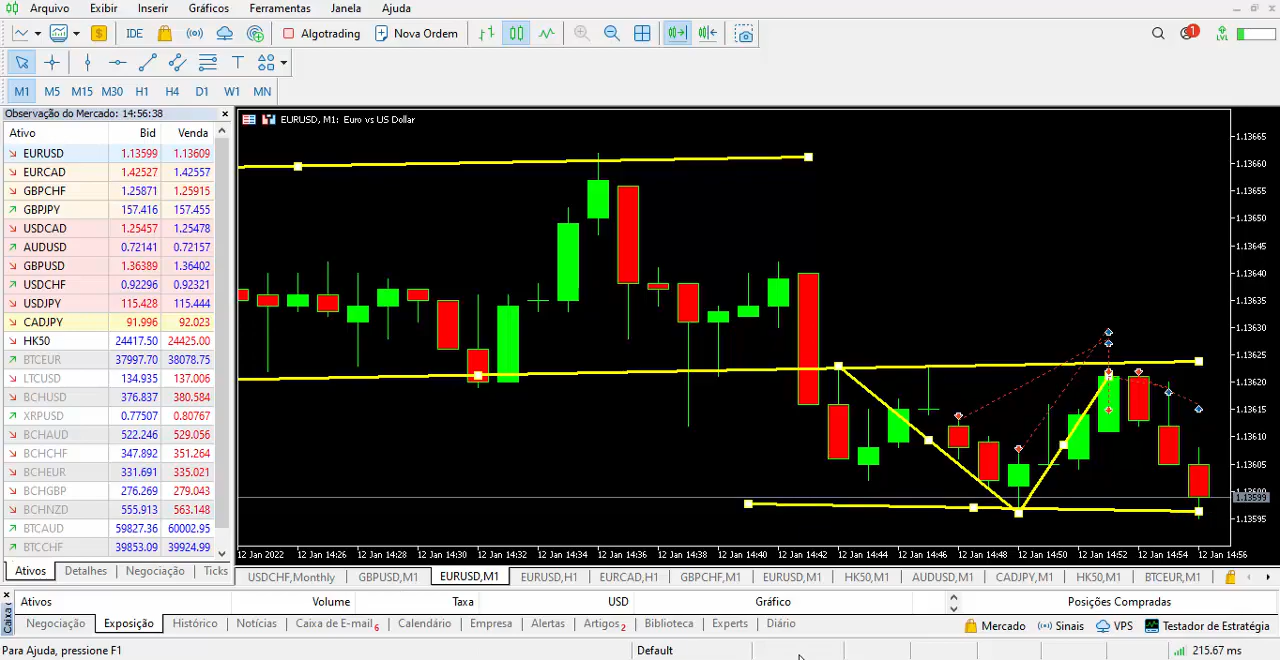 Arquivo Exibir Inserir Gráficos Ferramentas Janela Ajuda
$ IDE Algotrading Nova Ordem 1 LVL
T
M1 M5 M15 M30 H1 H4 D1 W1 MN
Observação do Mercado: 14:56:38
Ativo Bid Venda
EURUSD 1.13599 1.13609
EURCAD 1.42527 1.42557
GBPCHF 1.25871 1.25915
GBPJPY 157.416 157.455
USDCAD 1.25457 1.25478
AUDUSD 0.72141 0.72157
GBPUSD 1.36389 1.36402
USDCHF 0.92296 0.92321
USDJPY 115.428 115.444
CADJPY 91.996 92.023
HK50 24417.50 24425.00
BTCEUR 37997.70 38078.75
LTCUSD 134.935 137.006
BCHUSD 376.837 380.584
XRPUSD 0.77507 0.80767
BCHAUD 522.246 529.056
BCHCHF 347.892 351.264
BCHEUR 331.691 335.021
BCHGBP 276.269 279.043
BCHNZD 555.913 563.148
BTCAUD 59827.36 60002.95
BTCCHF 39853.09 39924.99
Ativos Detalhes Negociação Ticks
EURUSD, M1: Euro vs US Dollar
1.13665
1.13660
1.13655
1.13650
1.13645
1.13640
1.13635
1.13630
1.13625
1.13620
1.13615
1.13610
1.13605
1.13599
1.13595
12 Jan 2022 12 Jan 14:26 12 Jan 14:28 12 Jan 14:30 12 Jan 14:32 12 Jan 14:34 12 Jan 14:36 12 Jan 14:38 12 Jan 14:40 12 Jan 14:42 12 Jan 14:44 12 Jan 14:46 12 Jan 14:48 12 Jan 14:50 12 Jan 14:52 12 Jan 14:54 12 Jan 14:56
USDCHF,Monthly GBPUSD,M1 EURUSD,M1 EURUSD,H1 EURCAD,H1 GBPCHF,M1 EURUSD,M1 HK50,M1 AUDUSD,M1 CADJPY,M1 HK50,M1 BTCEUR,M1
Ativos Volume Taxa USD Gráfico Posições Compradas
Negociação Exposição Histórico Notícias Caixa de E-mail 6 Calendário Empresa Alertas Artigos 2 Biblioteca Experts Diário Mercado Sinais VPS Testador de Estratégia
Para Ajuda, pressione F1 Default 215.67 ms